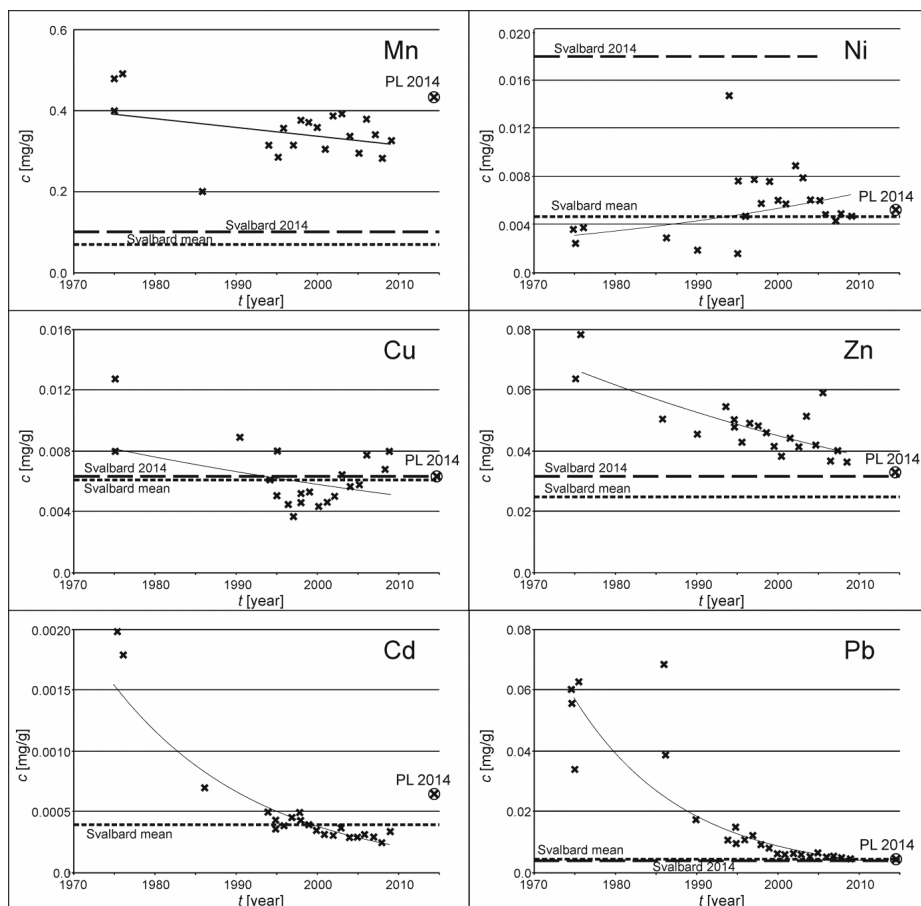 Mn
0.6
0.4
0.2
0.0
c [mg/g]
PL 2014
Svalbard 2014
Svalbard mean
1970 1980 1990 2000 2010
t [year]
Ni
0.020
0.016
0.012
0.008
0.004
0.0
c [mg/g]
Svalbard 2014
PL 2014
Svalbard mean
1970 1980 1990 2000 2010
t [year]
Cu
0.016
0.012
0.008
0.004
0.0
c [mg/g]
Svalbard 2014
PL 2014
Svalbard mean
1970 1980 1990 2000 2010
t [year]
Zn
0.08
0.06
0.04
0.02
0.0
c [mg/g]
PL 2014
Svalbard 2014
Svalbard mean
1970 1980 1990 2000 2010
t [year]
Cd
0.0020
0.0015
0.0010
0.0005
0.0
c [mg/g]
PL 2014
Svalbard mean
1970 1980 1990 2000 2010
t [year]
Pb
0.08
0.06
0.04
0.02
0.00
c [mg/g]
PL 2014
Svalbard mean
Svalbard 2014
1970 1980 1990 2000 2010
t [year]